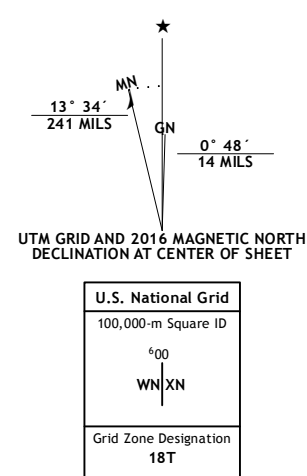 MN
13° 34´
241 MILS
GN
0° 48´
14 MILS
UTM GRID AND 2016 MAGNETIC NORTH
DECLINATION AT CENTER OF SHEET
U.S. National Grid
100,000-m Square ID
⁶00
WN XN
Grid Zone Designation
18T